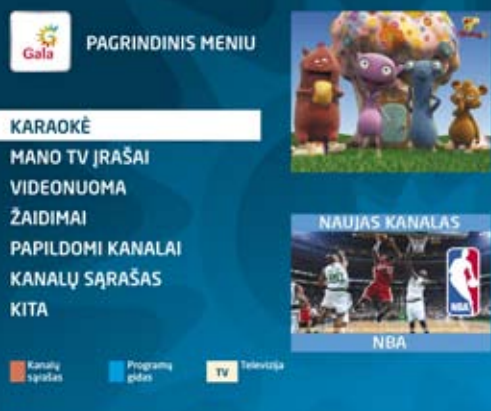 Gala
PAGRINDINIS MENIU
KARAOKĖ
MANO TV ĮRAŠAI
VIDEONUOMA
ŽAIDIMAI
PAPILDOMI KANALAI
KANALŲ SĄRAŠAS
KITA
NAUJAS KANALAS
NBA
NBA
Kanalų sąrašas
Programų gidas
TV Televizija